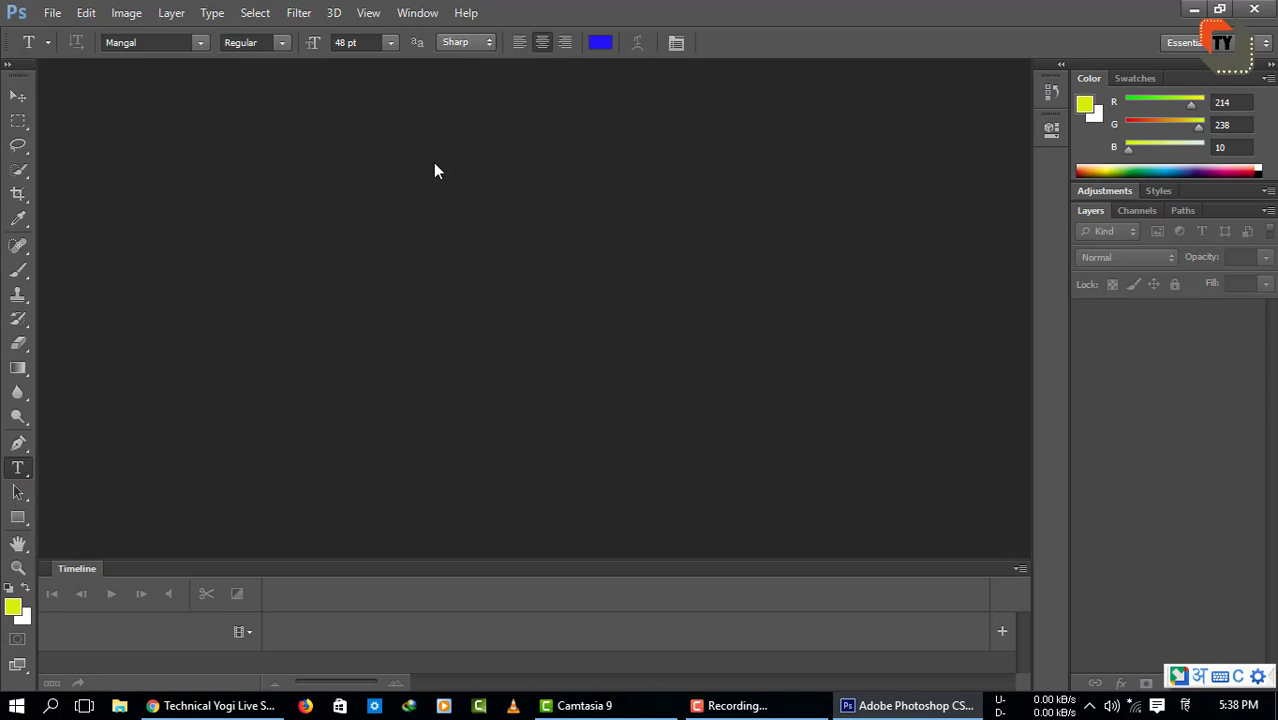 Ps File Edit Image Layer Type Select Filter 3D View Window Help
T Mangal Regular 48 pt Sharp Essentia TY
Color Swatches
R 214
G 238
B 10
Adjustments Styles
Layers Channels Paths
Kind
Normal Opacity:
Lock: Fill:
Timeline
अ C
Technical Yogi Live S... Camtasia 9 Recording... Ps Adobe Photoshop CS... U- 0.00 kB/s हिं 5:38 PM
D- 0.00 kB/s